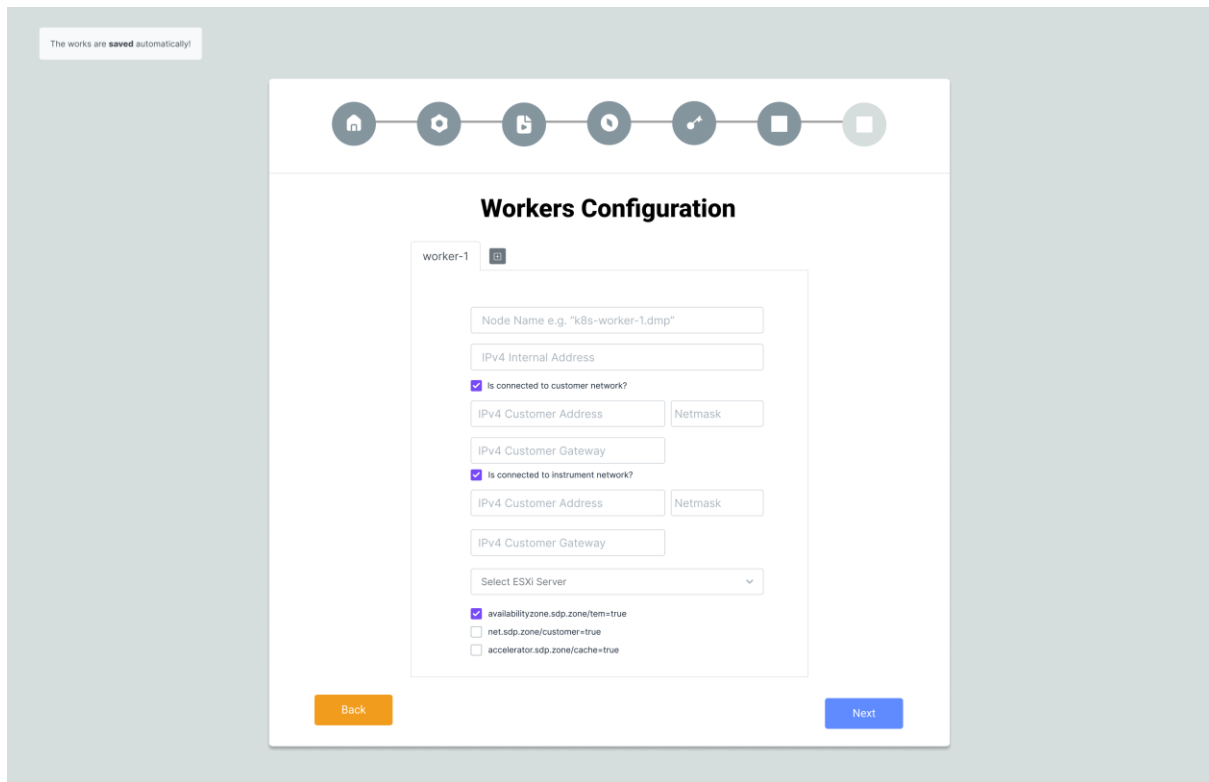 The works are saved automatically!
Workers Configuration
worker-1
Node Name e.g. "k8s-worker-1.dmp"
IPv4 Internal Address
Is connected to customer network?
IPv4 Customer Address Netmask
IPv4 Customer Gateway
Is connected to instrument network?
IPv4 Customer Address Netmask
IPv4 Customer Gateway
Select ESXi Server
availabilityzone.sdp.zone/tem=true
net.sdp.zone/customer=true
accelerator.sdp.zone/cache=true
Back Next